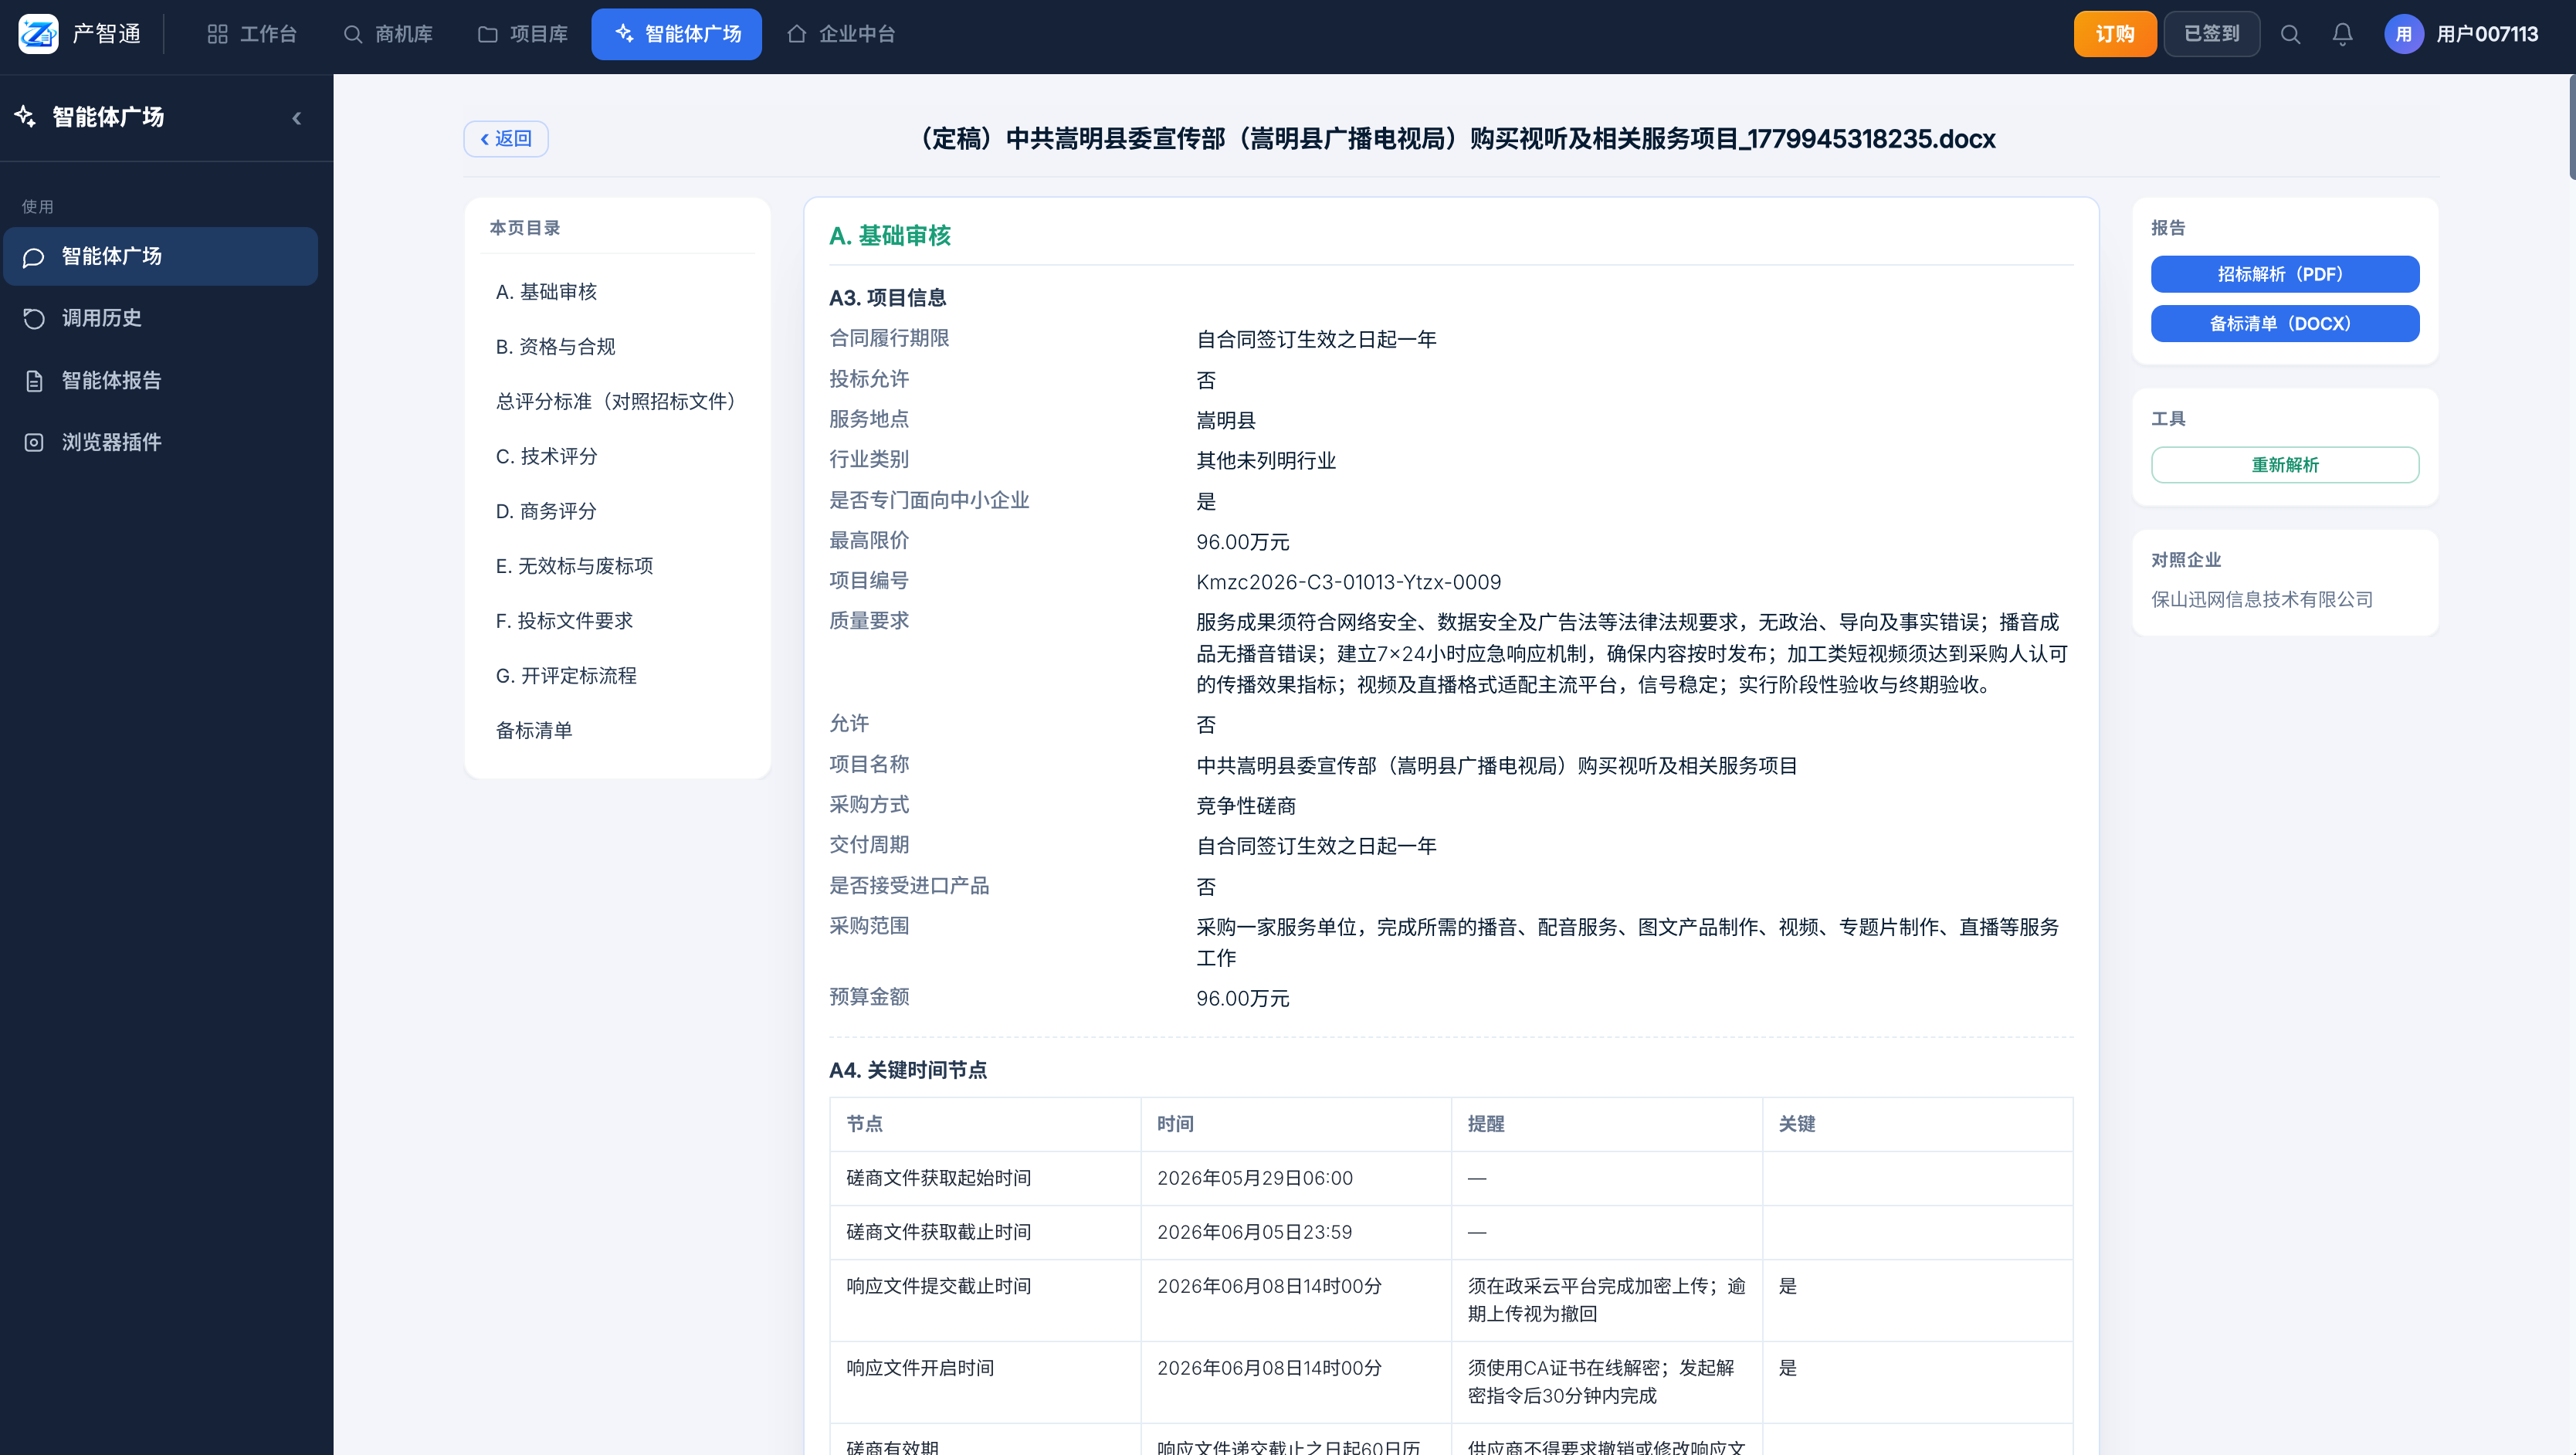 产智通
工作台
商机库
项目库
智能体广场
企业中台
订购
已签到
用
用户007113
智能体广场
使用
智能体广场
调用历史
智能体报告
浏览器插件
返回
（定稿）中共嵩明县委宣传部（嵩明县广播电视局）购买视听及相关服务项目_1779945318235.docx
本页目录
A. 基础审核
B. 资格与合规
总评分标准（对照招标文件）
C. 技术评分
D. 商务评分
E. 无效标与废标项
F. 投标文件要求
G. 开评定标流程
备标清单
A. 基础审核
A3. 项目信息
合同履行期限 自合同签订生效之日起一年
投标允许 否
服务地点 嵩明县
行业类别 其他未列明行业
是否专门面向中小企业 是
最高限价 96.00万元
项目编号 Kmzc2026-C3-01013-Ytzx-0009
质量要求 服务成果须符合网络安全、数据安全及广告法等法律法规要求，无政治、导向及事实错误；播音成
品无播音错误；建立7×24小时应急响应机制，确保内容按时发布；加工类短视频须达到采购人认可
的传播效果指标；视频及直播格式适配主流平台，信号稳定；实行阶段性验收与终期验收。
允许 否
项目名称 中共嵩明县委宣传部（嵩明县广播电视局）购买视听及相关服务项目
采购方式 竞争性磋商
交付周期 自合同签订生效之日起一年
是否接受进口产品 否
采购范围 采购一家服务单位，完成所需的播音、配音服务、图文产品制作、视频、专题片制作、直播等服务
工作
预算金额 96.00万元
A4. 关键时间节点
节点 时间 提醒 关键
磋商文件获取起始时间 2026年05月29日06:00 —
磋商文件获取截止时间 2026年06月05日23:59 —
响应文件提交截止时间 2026年06月08日14时00分 须在政采云平台完成加密上传；逾 是
期上传视为撤回
响应文件开启时间 2026年06月08日14时00分 须使用CA证书在线解密；发起解 是
密指令后30分钟内完成
磋商有效期 响应文件递交截止之日起60日历 供应商不得要求撤销或修改响应文
报告
招标解析（PDF）
备标清单（DOCX）
工具
重新解析
对照企业
保山迅网信息技术有限公司